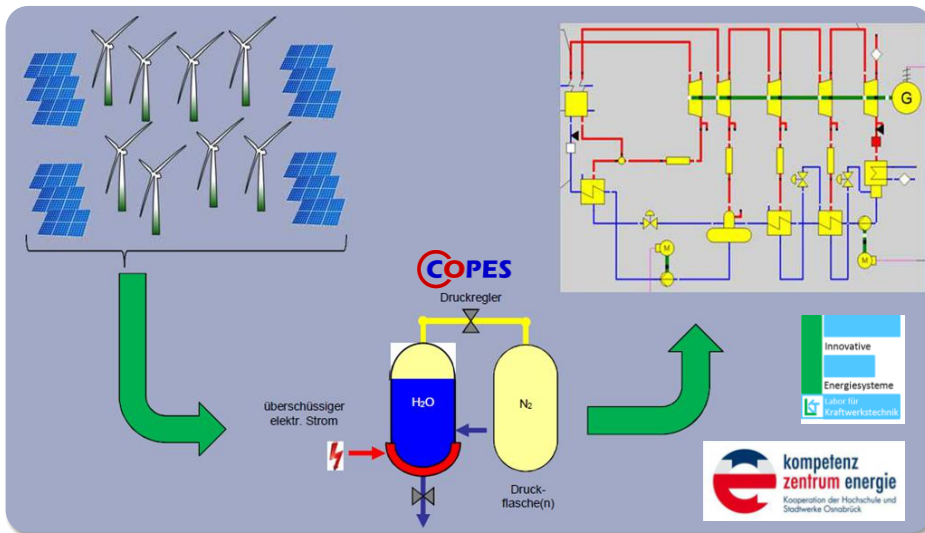 G
M
M
COPES
Druckregler
H₂O
N₂
überschüssiger
elektr. Strom
Druck-
flasche(n)
Innovative
Energiesysteme
LKT
Labor für
Kraftwerkstechnik
kompetenz
zentrum energie
Kooperation der Hochschule und
Stadtwerke Osnabrück